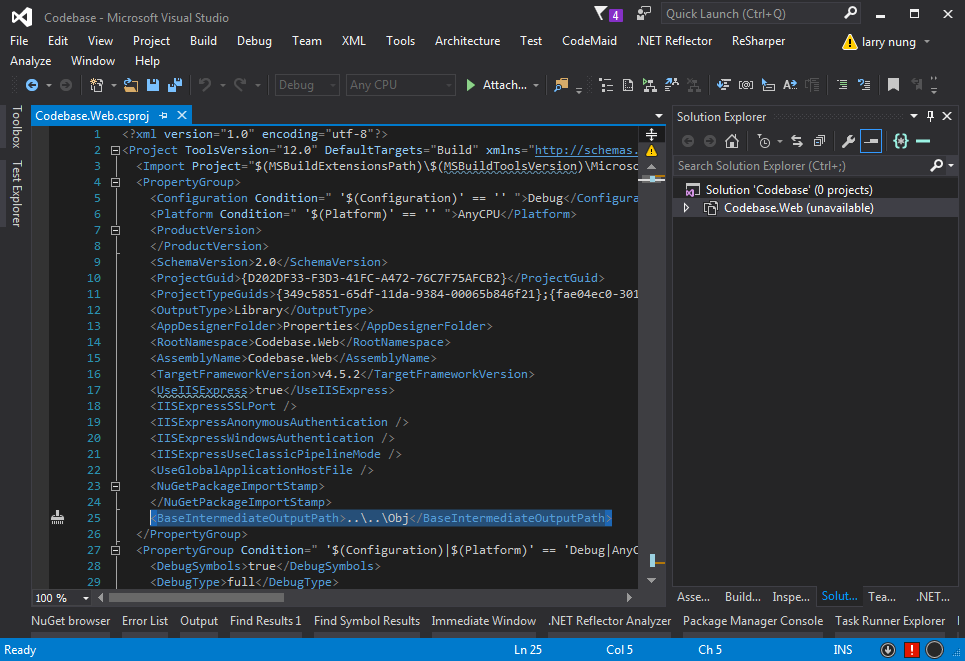 Codebase - Microsoft Visual Studio
4
Quick Launch (Ctrl+Q)
File Edit View Project Build Debug Team XML Tools Architecture Test CodeMaid .NET Reflector ReSharper
larry nung
Analyze Window Help
Debug Any CPU Attach...
Toolbox
Test Explorer
Codebase.Web.csproj
1 <?xml version="1.0" encoding="utf-8"?>
2 <Project ToolsVersion="12.0" DefaultTargets="Build" xmlns="http://schemas.
3 <Import Project="$(MSBuildExtensionsPath)\$(MSBuildToolsVersion)\Microso
4 <PropertyGroup>
5 <Configuration Condition=" '$(Configuration)' == '' ">Debug</Configura
6 <Platform Condition=" '$(Platform)' == '' ">AnyCPU</Platform>
7 <ProductVersion>
8 </ProductVersion>
9 <SchemaVersion>2.0</SchemaVersion>
10 <ProjectGuid>{D202DF33-F3D3-41FC-A472-76C7F75AFCB2}</ProjectGuid>
11 <ProjectTypeGuids>{349c5851-65df-11da-9384-00065b846f21};{fae04ec0-301
12 <OutputType>Library</OutputType>
13 <AppDesignerFolder>Properties</AppDesignerFolder>
14 <RootNamespace>Codebase.Web</RootNamespace>
15 <AssemblyName>Codebase.Web</AssemblyName>
16 <TargetFrameworkVersion>v4.5.2</TargetFrameworkVersion>
17 <UseIISExpress>true</UseIISExpress>
18 <IISExpressSSLPort />
19 <IISExpressAnonymousAuthentication />
20 <IISExpressWindowsAuthentication />
21 <IISExpressUseClassicPipelineMode />
22 <UseGlobalApplicationHostFile />
23 <NuGetPackageImportStamp>
24 </NuGetPackageImportStamp>
25 <BaseIntermediateOutputPath>..\..\Obj</BaseIntermediateOutputPath>
26 </PropertyGroup>
27 <PropertyGroup Condition=" '$(Configuration)|$(Platform)' == 'Debug|AnyC
28 <DebugSymbols>true</DebugSymbols>
29 <DebugType>full</DebugType>
100 %
Solution Explorer
Search Solution Explorer (Ctrl+;)
Solution 'Codebase' (0 projects)
Codebase.Web (unavailable)
Asse... Build... Inspe... Solut... Tea... .NET...
NuGet browser Error List Output Find Results 1 Find Symbol Results Immediate Window .NET Reflector Analyzer Package Manager Console Task Runner Explorer
Ready Ln 25 Col 5 Ch 5 INS